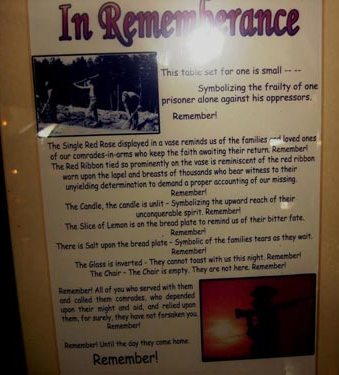 In Rememberance
This table set for one is small -- --
Symbolizing the frailty of one
prisoner alone against his oppressors.
Remember!
The Single Red Rose displayed in a vase reminds us of the families and loved ones
of our comrades-in-arms who keep the faith awaiting their return. Remember!
The Red Ribbon tied so prominently on the vase is reminiscent of the red ribbon
worn upon the lapel and breasts of thousands who bear witness to their
unyielding determination to demand a proper accounting of our missing.
Remember!
The Candle, the candle is unlit - Symbolizing the upward reach of their
unconquerable spirit. Remember!
The Slice of Lemon is on the bread plate to remind us of their bitter fate.
Remember!
There is Salt upon the bread plate - Symbolic of the families tears as they wait.
Remember!
The Glass is inverted - They cannot toast with us this night. Remember!
The Chair - The Chair is empty. They are not here. Remember!
Remember! All of you who served with them
and called them comrades, who depended
upon their might and aid, and relied upon
them, for surely, they have not forsaken you.
Remember!
Remember! Until the day they come home.
Remember!